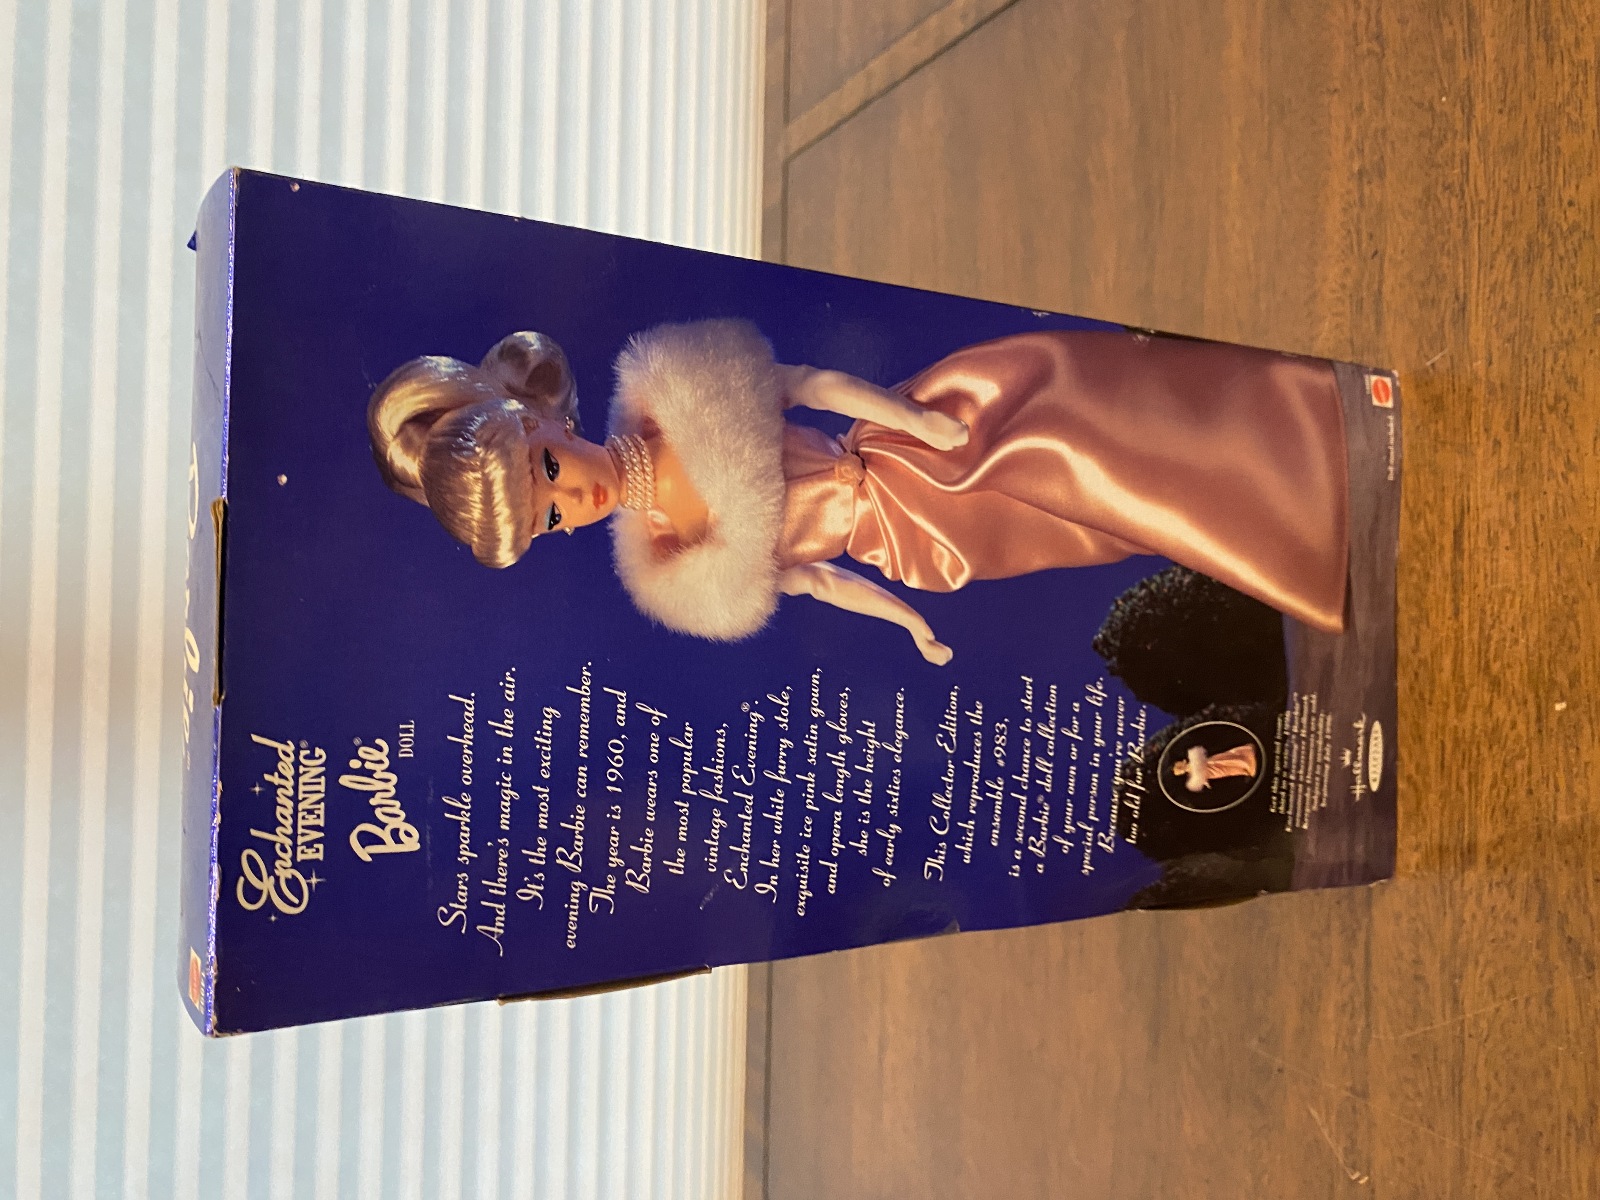 Enchanted
EVENING®
Barbie®
DOLL
Stars sparkle overhead.
And there's magic in the air.
It's the most exciting
evening Barbie can remember.
The year is 1960, and
Barbie wears one of
the most popular
vintage fashions,
Enchanted Evening®.
In her white furry stole,
exquisite ice pink satin gown,
and opera length gloves,
she is the height
of early sixties elegance.
This Collector Edition,
which reproduces the
ensemble #983,
is a second chance to start
a Barbie® doll collection
of your own or for a
special person in your life.
Because you're never
too old for Barbie.
Hallmark
KEEPSAKE